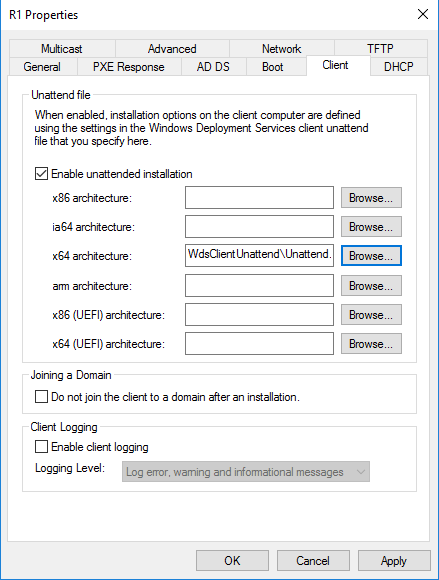 R1 Properties
Multicast Advanced Network TFTP
General PXE Response AD DS Boot Client DHCP
Unattend file
When enabled, installation options on the client computer are defined
using the settings in the Windows Deployment Services client unattend
file that you specify here.
Enable unattended installation
x86 architecture: Browse...
ia64 architecture: Browse...
x64 architecture: WdsClientUnattend\Unattend. Browse...
arm architecture: Browse...
x86 (UEFI) architecture: Browse...
x64 (UEFI) architecture: Browse...
Joining a Domain
Do not join the client to a domain after an installation.
Client Logging
Enable client logging
Logging Level: Log error, warning and informational messages
OK Cancel Apply